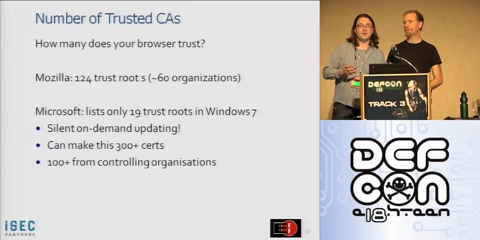 Number of Trusted CAs
How many does your browser trust?
Mozilla: 124 trust root s (~60 organizations)
Microsoft: lists only 19 trust roots in Windows 7
Silent on-demand updating!
Can make this 300+ certs
100+ from controlling organisations
iSEC
PARTNERS
DEFCON
18
TRACK 3
DEF
CON
18